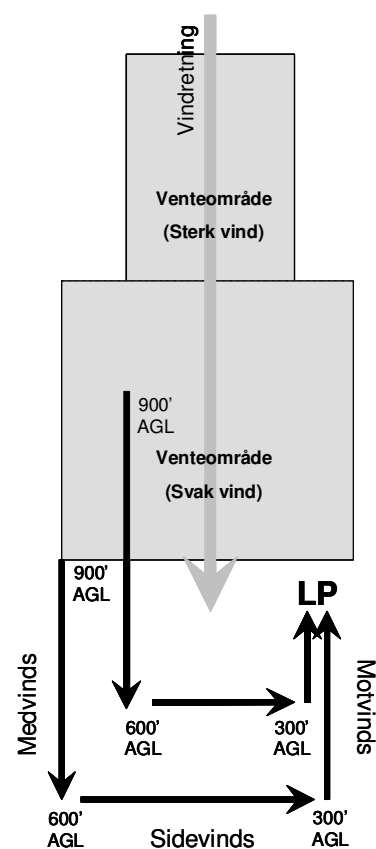 Vindretning
Venteområde
(Sterk vind)
900’
AGL
Venteområde
(Svak vind)
900’
AGL
LP
Medvinds
Motvinds
600’
AGL
300’
AGL
600’
AGL
300’
AGL
Sidevinds